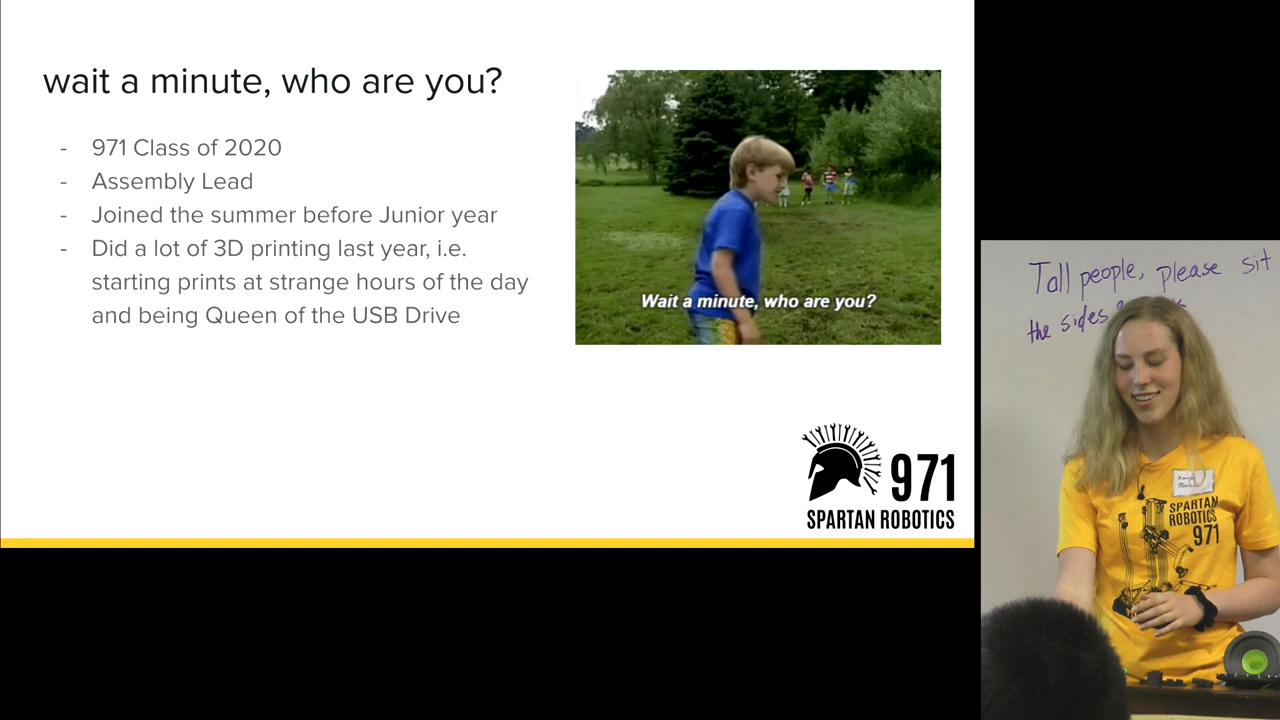 wait a minute, who are you?
- 971 Class of 2020
- Assembly Lead
- Joined the summer before Junior year
- Did a lot of 3D printing last year, i.e.
starting prints at strange hours of the day
and being Queen of the USB Drive
Wait a minute, who are you?
971
SPARTAN ROBOTICS
Tall people, please sit
the sides
SPARTAN
ROBOTICS
971